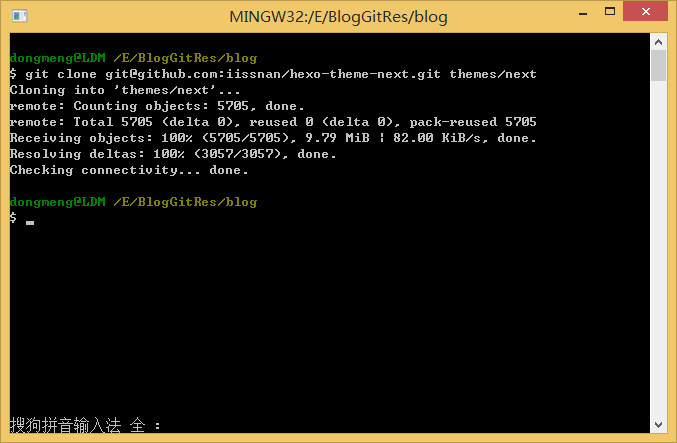 MINGW32:/E/BlogGitRes/blog
dongmeng@LDM /E/BlogGitRes/blog
$ git clone git@github.com:iissnan/hexo-theme-next.git themes/next
Cloning into 'themes/next'...
remote: Counting objects: 5705, done.
remote: Total 5705 (delta 0), reused 0 (delta 0), pack-reused 5705
Receiving objects: 100% (5705/5705), 9.79 MiB | 82.00 KiB/s, done.
Resolving deltas: 100% (3057/3057), done.
Checking connectivity... done.
dongmeng@LDM /E/BlogGitRes/blog
$
搜狗拼音输入法 全 :